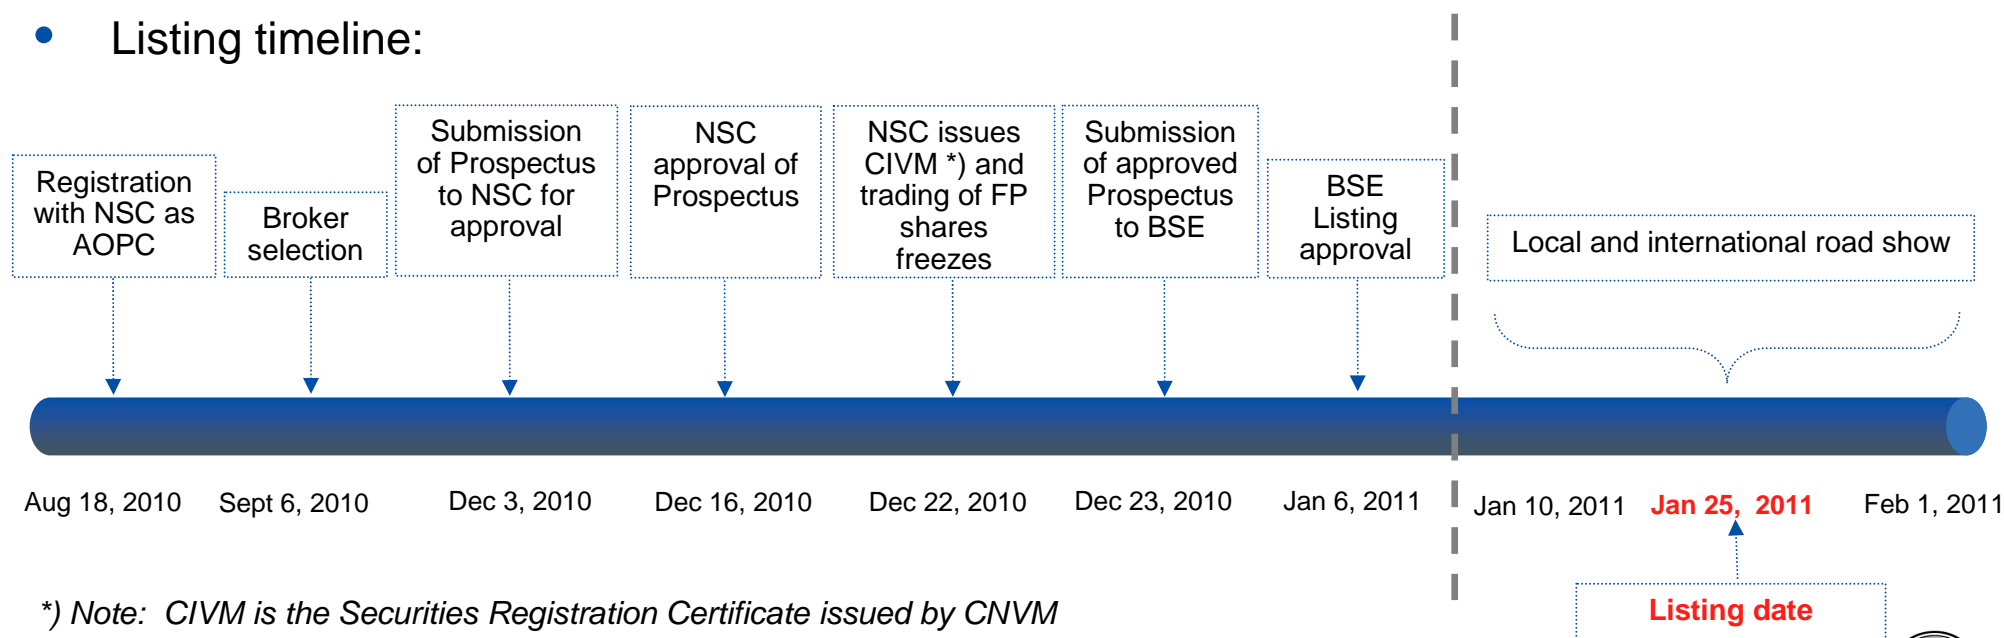 • Listing timeline:
Registration
with NSC as
AOPC
Broker
selection
Submission
of Prospectus
to NSC for
approval
NSC
approval of
Prospectus
NSC issues
CIVM *) and
trading of FP
shares
freezes
Submission
of approved
Prospectus
to BSE
BSE
Listing
approval
Local and international road show
Aug 18, 2010
Sept 6, 2010
Dec 3, 2010
Dec 16, 2010
Dec 22, 2010
Dec 23, 2010
Jan 6, 2011
Jan 10, 2011
Jan 25,  2011
Feb 1, 2011
Listing date
*) Note:  CIVM is the Securities Registration Certificate issued by CNVM